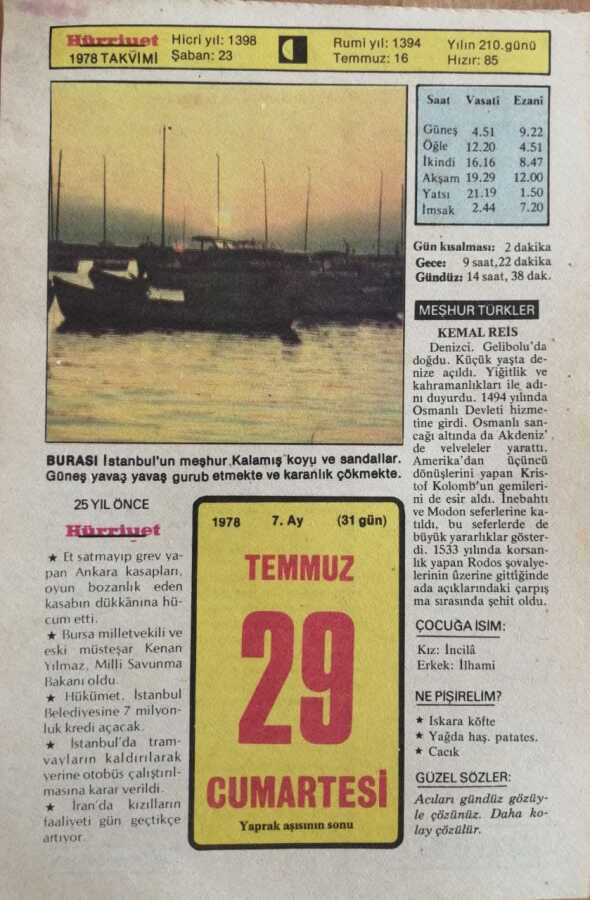 Hürriyet
1978 TAKVİMİ
Hicri yıl: 1398
Şaban: 23
Rumi yıl: 1394
Temmuz: 16
Yılın 210.günü
Hızır: 85
Saat Vasati Ezani
Güneş 4.51 9.22
Öğle 12.20 4.51
İkindi 16.16 8.47
Akşam 19.29 12.00
Yatsı 21.19 1.50
İmsak 2.44 7.20
Gün kısalması: 2 dakika
Gece: 9 saat,22 dakika
Gündüz: 14 saat, 38 dak.
MEŞHUR TÜRKLER
KEMAL REİS
Denizci. Gelibolu'da
doğdu. Küçük yaşta de-
nize açıldı. Yiğitlik ve
kahramanlıkları ile adı-
nı duyurdu. 1494 yılında
Osmanlı Devleti hizme-
tine girdi. Osmanlı san-
cağı altında da Akdeniz'
de velveleler yarattı.
Amerika'dan üçüncü
dönüşlerini yapan Kris-
tof Kolomb'un gemileri-
ni de esir aldı. İnebahtı
ve Modon seferlerine ka-
tıldı, bu seferlerde de
büyük yararlıklar göster-
di. 1533 yılında korsan-
lık yapan Rodos şovalye-
lerinin üzerine gittiğinde
ada açıklarındaki çarpış
ma sırasında şehit oldu.
BURASI İstanbul'un meşhur Kalamış koyu ve sandallar.
Güneş yavaş yavaş gurub etmekte ve karanlık çökmekte.
25 YIL ÖNCE
Hürriyet
★ Et satmayıp grev ya-
pan Ankara kasapları,
oyun bozanlık eden
kasabın dükkânına hü-
cum etti.
★ Bursa milletvekili ve
eski müsteşar Kenan
Yılmaz, Milli Savunma
Bakanı oldu.
★ Hükümet, İstanbul
Belediyesine 7 milyon-
luk kredi açacak.
★ İstanbul'da tram-
vayların kaldırılarak
yerine otobüs çalıştırıl-
masına karar verildi.
★ İran'da kızılların
faaliyeti gün geçtikçe
artıyor.
1978 7. Ay (31 gün)
TEMMUZ
29
CUMARTESİ
Yaprak aşısının sonu
ÇOCUĞA İSİM:
Kız: İncilâ
Erkek: İlhami
NE PİŞİRELİM?
★ Iskara köfte
★ Yağda haş. patates.
★ Cacık
GÜZEL SÖZLER:
Acıları gündüz gözüy-
le çözünüz. Daha ko-
lay çözülür.